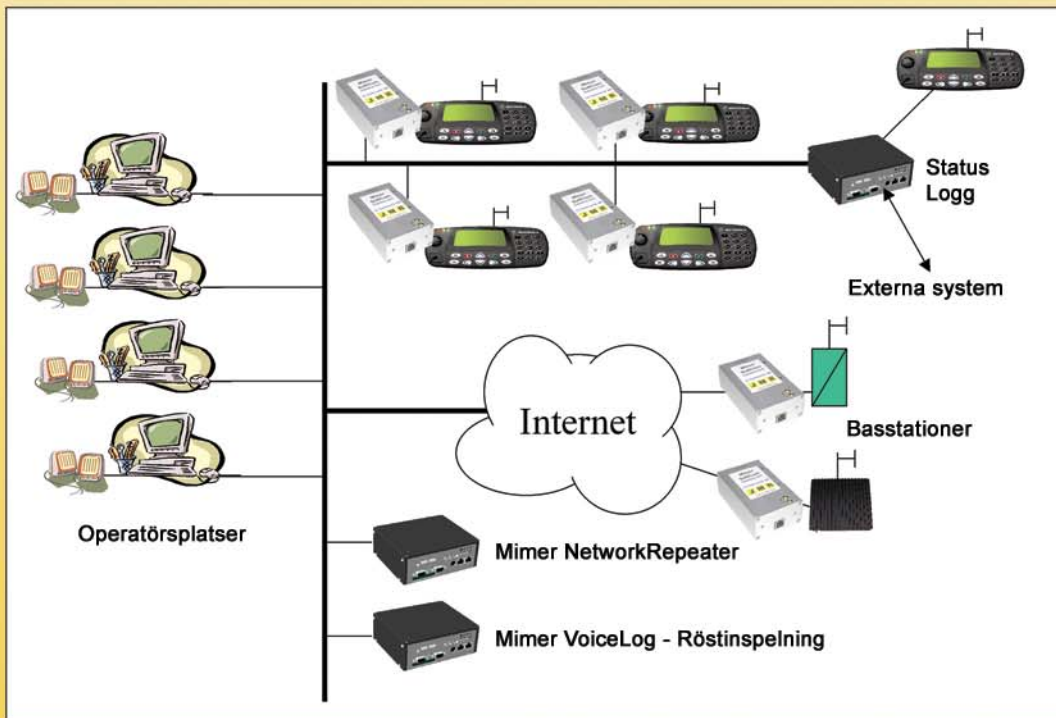 Status
Logg
Externa system
Internet
Basstationer
Operatörsplatser
Mimer NetworkRepeater
Mimer VoiceLog - Röstinspelning